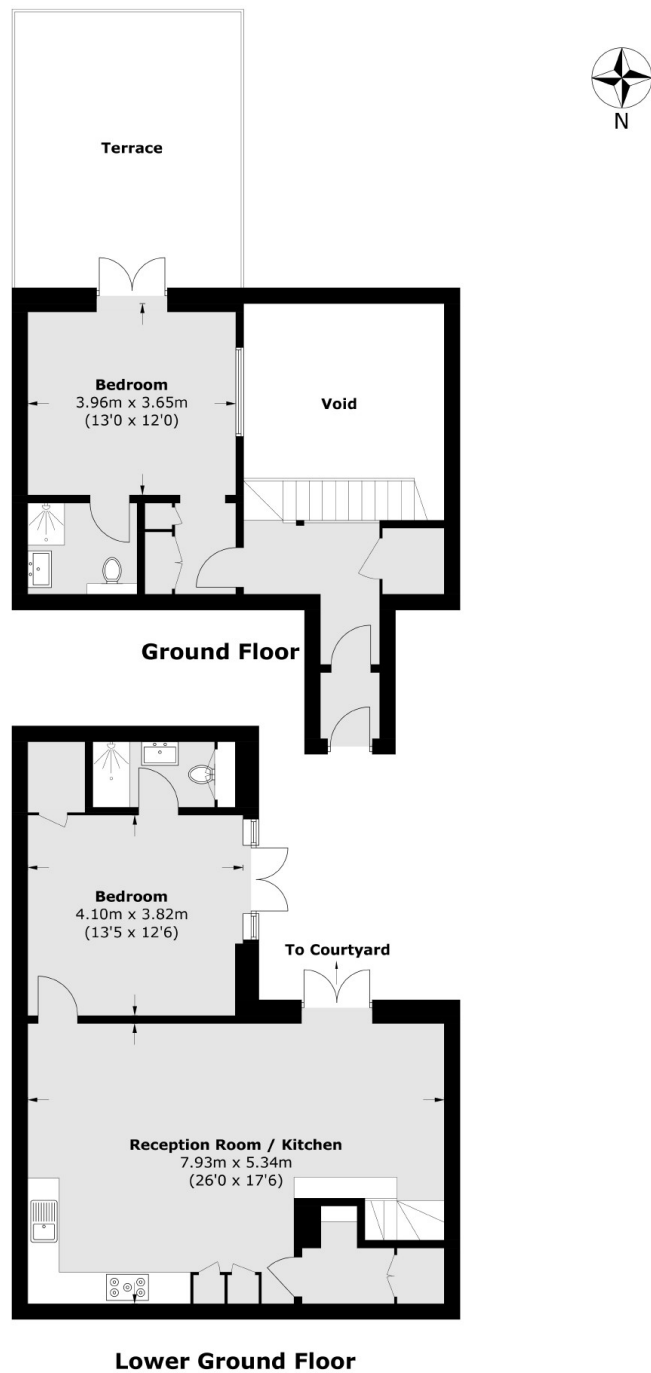 N
Terrace
Bedroom
3.96m x 3.65m
(13'0 x 12'0)
Void
Ground Floor
Bedroom
4.10m x 3.82m
(13'5 x 12'6)
To Courtyard
Reception Room / Kitchen
7.93m x 5.34m
(26'0 x 17'6)
Lower Ground Floor